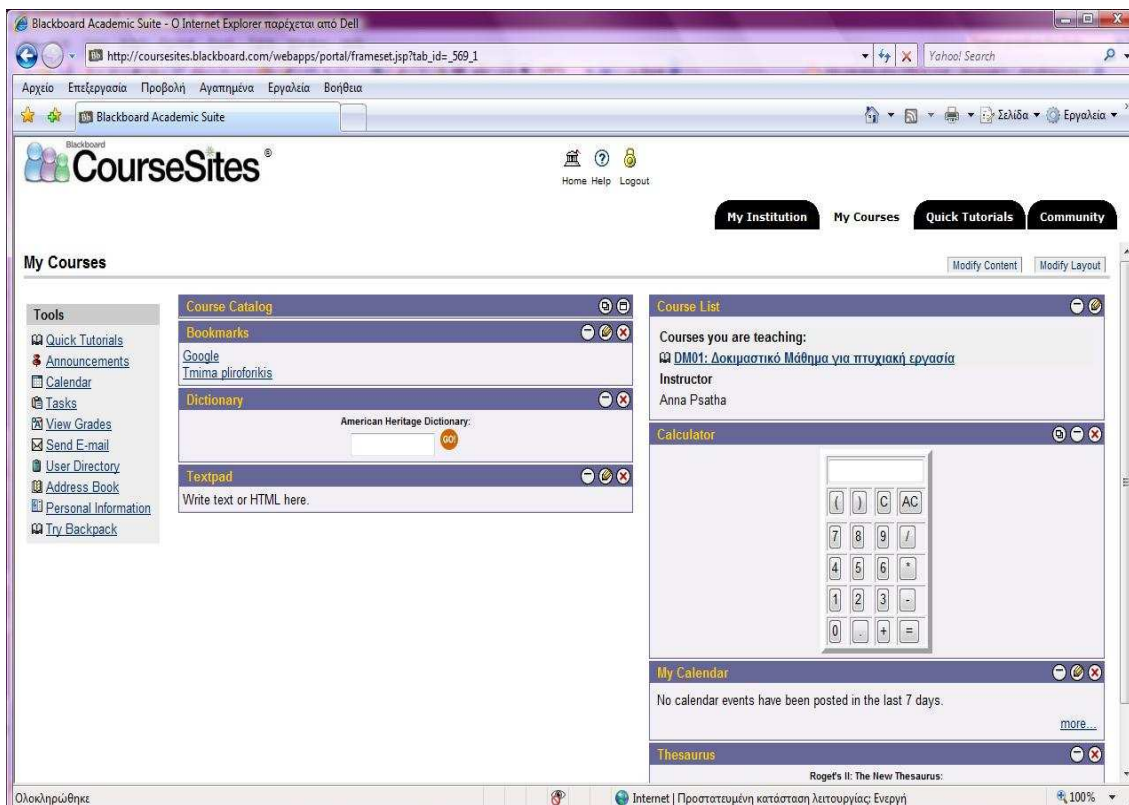 Blackboard Academic Suite - Ο Internet Explorer παρέχεται από Dell
http://coursesites.blackboard.com/webapps/portal/frameset.jsp?tab_id=_569_1
Yahoo! Search
Αρχείο Επεξεργασία Προβολή Αγαπημένα Εργαλεία Βοήθεια
Blackboard Academic Suite
Σελίδα Εργαλεία
Blackboard
CourseSites®
Home Help Logout
My Institution My Courses Quick Tutorials Community
My Courses
Modify Content Modify Layout
Tools
Quick Tutorials
Announcements
Calendar
Tasks
View Grades
Send E-mail
User Directory
Address Book
Personal Information
Try Backpack
Course Catalog
Bookmarks
Google
Tmima pliroforikis
Dictionary
American Heritage Dictionary:
GO!
Textpad
Write text or HTML here.
Course List
Courses you are teaching:
DM01: Δοκιμαστικό Μάθημα για πτυχιακή εργασία
Instructor
Anna Psatha
Calculator
( ) C AC
7 8 9 /
4 5 6 *
1 2 3 -
0 . + =
My Calendar
No calendar events have been posted in the last 7 days.
more...
Thesaurus
Roget's II: The New Thesaurus:
Ολοκληρώθηκε
Internet | Προστατευμένη κατάσταση λειτουργίας: Ενεργή
100%